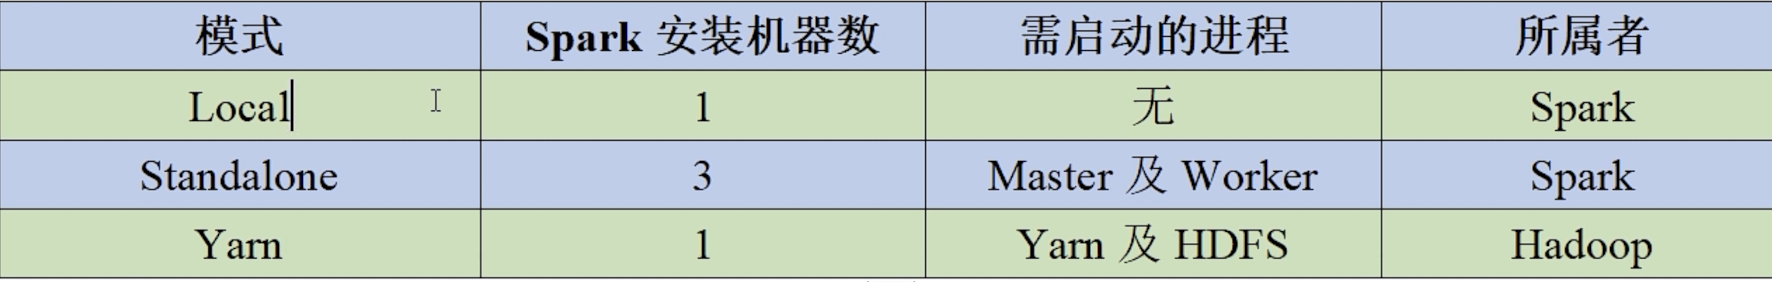 模式 Spark 安装机器数 需启动的进程 所属者
Local 1 无 Spark
Standalone 3 Master 及 Worker Spark
Yarn 1 Yarn 及 HDFS Hadoop